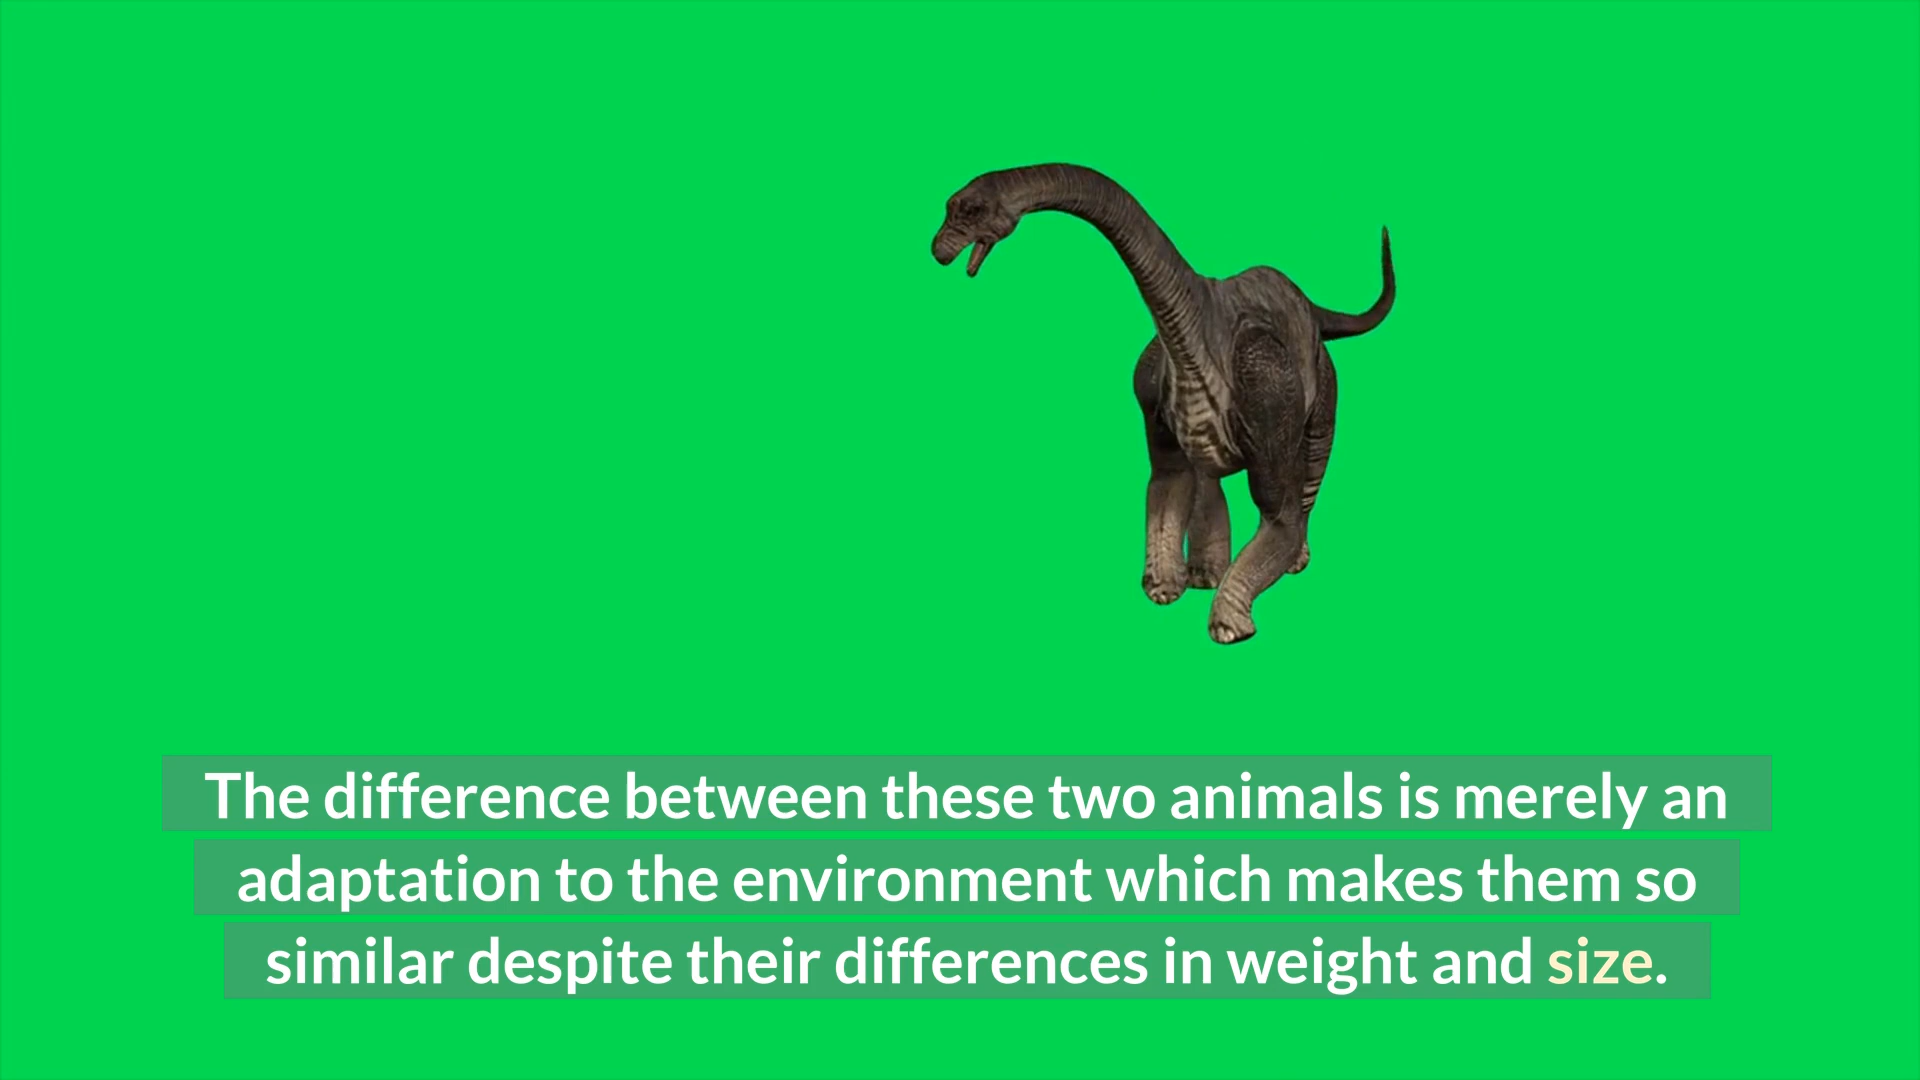 The difference between these two animals is merely an
adaptation to the environment which makes them so
similar despite their differences in weight and size.